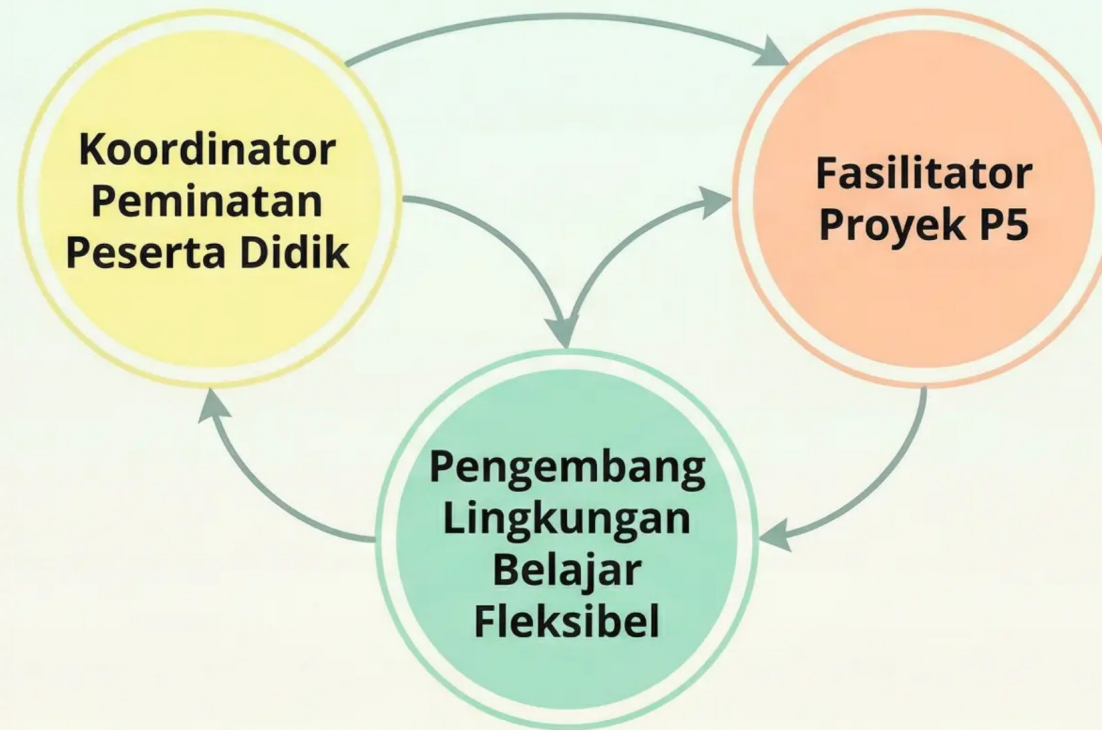 Koordinator
Peminatan
Peserta Didik
Fasilitator
Proyek P5
Pengembang
Lingkungan
Belajar
Fleksibel